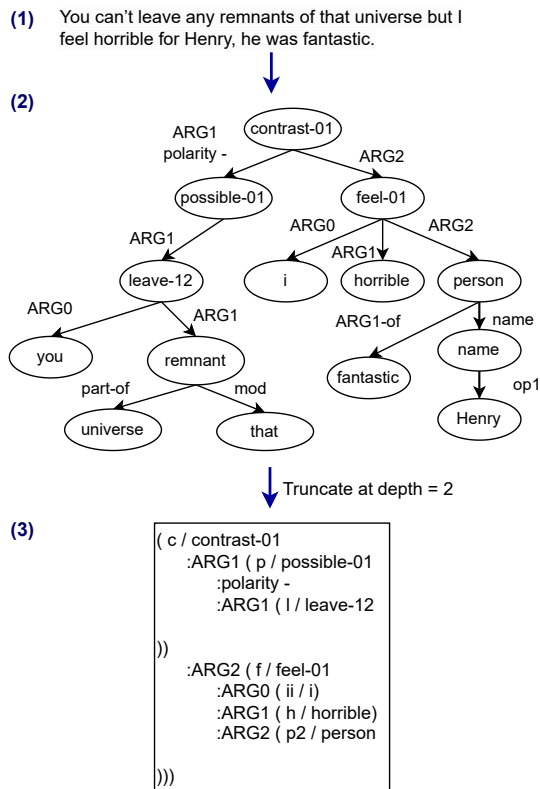 (1) You can't leave any remnants of that universe but I
feel horrible for Henry, he was fantastic.
(2)
contrast-01
ARG1
polarity -
ARG2
possible-01
feel-01
ARG1
ARG0
ARG1
ARG2
leave-12
i
horrible
person
ARG0
ARG1
ARG1-of
name
you
remnant
fantastic
name
part-of
mod
op1
universe
that
Henry
Truncate at depth = 2
(3)
( c / contrast-01
:ARG1 ( p / possible-01
:polarity -
:ARG1 ( l / leave-12
))
:ARG2 ( f / feel-01
:ARG0 ( ii / i)
:ARG1 ( h / horrible)
:ARG2 ( p2 / person
)))